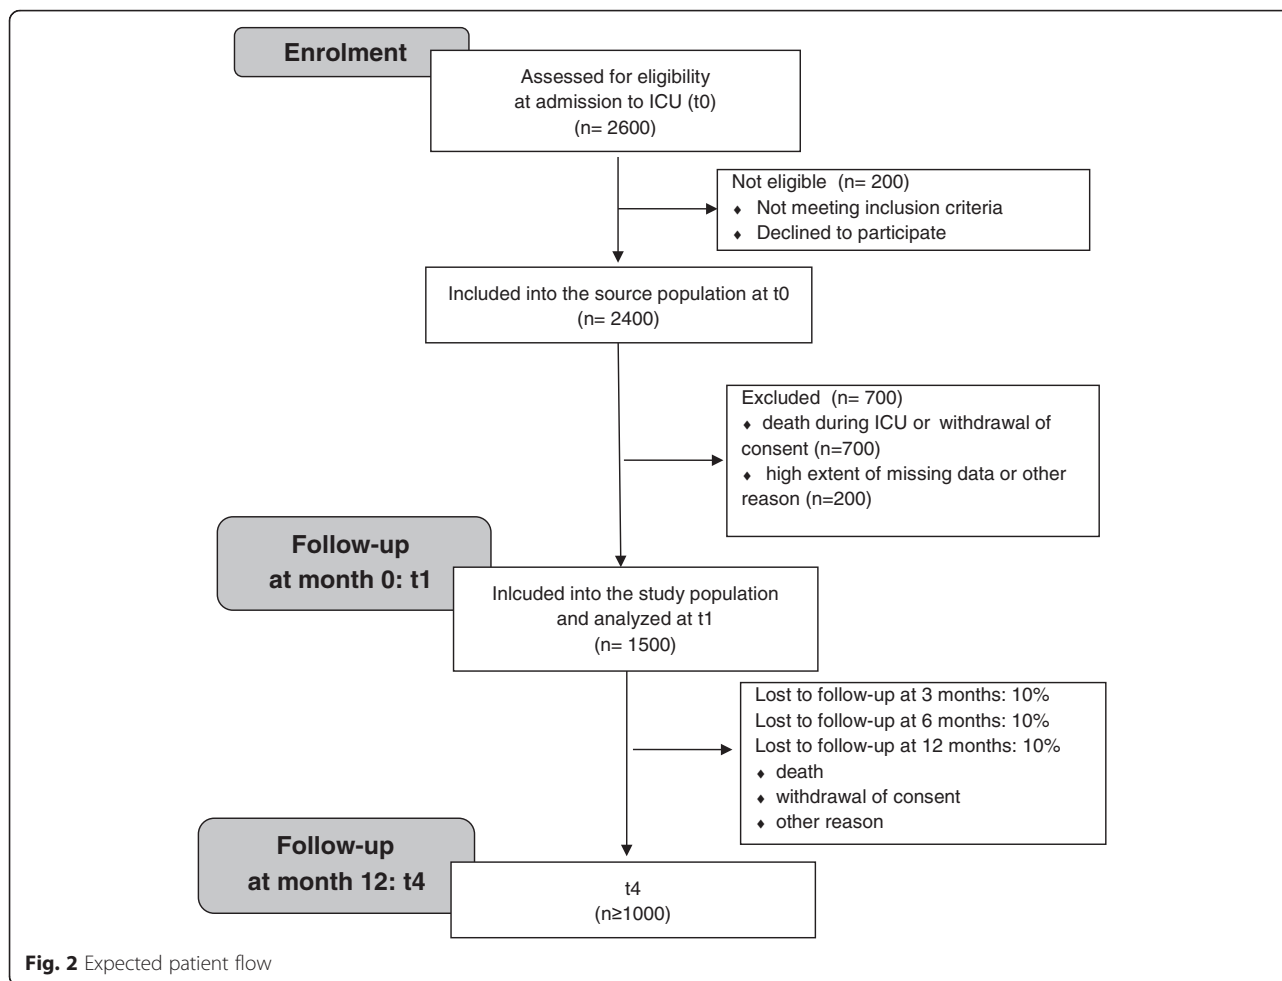 Enrolment
Assessed for eligibility
at admission to ICU (t0)
(n= 2600)
Not eligible (n= 200)
♦ Not meeting inclusion criteria
♦ Declined to participate
Included into the source population at t0
(n= 2400)
Excluded (n= 700)
♦ death during ICU or withdrawal of
consent (n=700)
♦ high extent of missing data or other
reason (n=200)
Follow-up
at month 0: t1
Inlcuded into the study population
and analyzed at t1
(n= 1500)
Lost to follow-up at 3 months: 10%
Lost to follow-up at 6 months: 10%
Lost to follow-up at 12 months: 10%
♦ death
♦ withdrawal of consent
♦ other reason
Follow-up
at month 12: t4
t4
(n≥1000)
Fig. 2 Expected patient flow